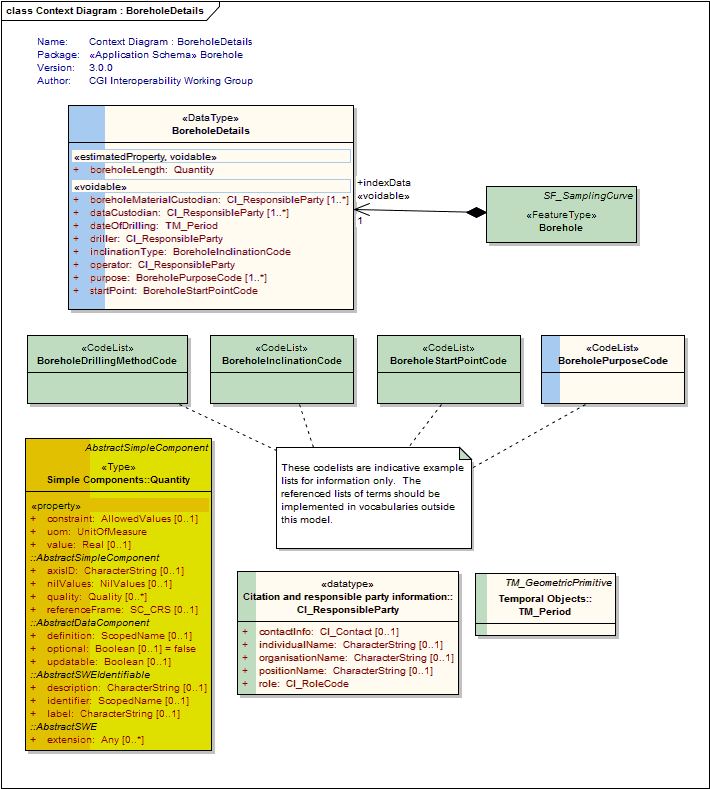 class Context Diagram : BoreholeDetails
Name: Context Diagram : BoreholeDetails
Package: «Application Schema» Borehole
Version: 3.0.0
Author: CGI Interoperability Working Group
«DataType»
BoreholeDetails
«estimatedProperty, voidable»
+ boreholeLength: Quantity
«voidable»
+ boreholeMaterialCustodian: CI_ResponsibleParty [1..*]
+ dataCustodian: CI_ResponsibleParty [1..*]
+ dateOfDrilling: TM_Period
+ driller: CI_ResponsibleParty
+ inclinationType: BoreholeInclinationCode
+ operator: CI_ResponsibleParty
+ purpose: BoreholePurposeCode [1..*]
+ startPoint: BoreholeStartPointCode
+indexData
«voidable»
1
SF_SamplingCurve
«FeatureType»
Borehole
«CodeList»
BoreholeDrillingMethodCode
«CodeList»
BoreholeInclinationCode
«CodeList»
BoreholeStartPointCode
«CodeList»
BoreholePurposeCode
These codelists are indicative example
lists for information only. The
referenced lists of terms should be
implemented in vocabularies outside
this model.
AbstractSimpleComponent
«Type»
Simple Components::Quantity
«property»
+ constraint: AllowedValues [0..1]
+ uom: UnitOfMeasure
+ value: Real [0..1]
::AbstractSimpleComponent
+ axisID: CharacterString [0..1]
+ nilValues: NilValues [0..1]
+ quality: Quality [0..*]
+ referenceFrame: SC_CRS [0..1]
::AbstractDataComponent
+ definition: ScopedName [0..1]
+ optional: Boolean [0..1] = false
+ updatable: Boolean [0..1]
::AbstractSWEIdentifiable
+ description: CharacterString [0..1]
+ identifier: ScopedName [0..1]
+ label: CharacterString [0..1]
::AbstractSWE
+ extension: Any [0..*]
«datatype»
Citation and responsible party information::
CI_ResponsibleParty
+ contactInfo: CI_Contact [0..1]
+ individualName: CharacterString [0..1]
+ organisationName: CharacterString [0..1]
+ positionName: CharacterString [0..1]
+ role: CI_RoleCode
TM_GeometricPrimitive
Temporal Objects::
TM_Period